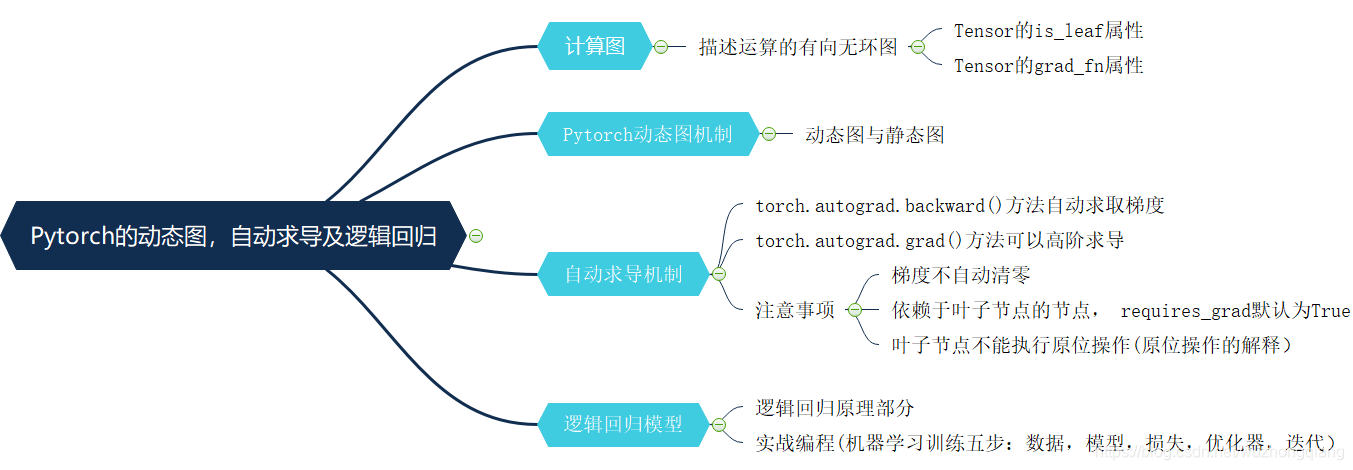 Pytorch的动态图，自动求导及逻辑回归
计算图
描述运算的有向无环图
Tensor的is_leaf属性
Tensor的grad_fn属性
Pytorch动态图机制
动态图与静态图
自动求导机制
torch.autograd.backward()方法自动求取梯度
torch.autograd.grad()方法可以高阶求导
注意事项
梯度不自动清零
依赖于叶子节点的节点， requires_grad默认为True
叶子节点不能执行原位操作(原位操作的解释）
逻辑回归模型
逻辑回归原理部分
实战编程(机器学习训练五步：数据，模型，损失，优化器，迭代）